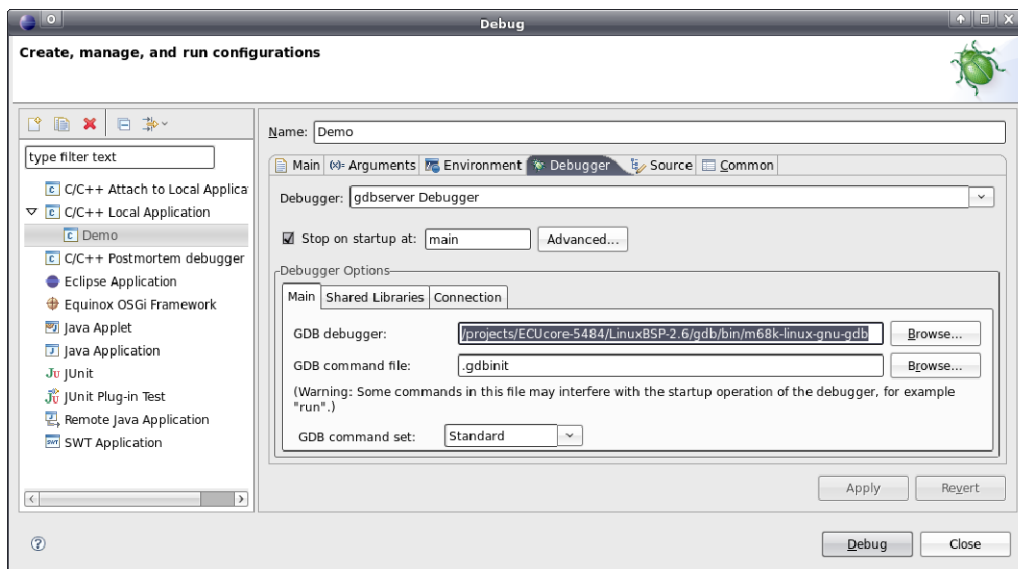 Debug
Create, manage, and run configurations
type filter text
C/C++ Attach to Local Applica
C/C++ Local Application
Demo
C/C++ Postmortem debugger
Eclipse Application
Equinox OSGi Framework
Java Applet
Java Application
JUnit
JUnit Plug-in Test
Remote Java Application
SWT Application
Name: Demo
Main Arguments Environment Debugger Source Common
Debugger: gdbserver Debugger
Stop on startup at: main Advanced...
Debugger Options
Main Shared Libraries Connection
GDB debugger: /projects/ECUcore-5484/LinuxBSP-2.6/gdb/bin/m68k-linux-gnu-gdb Browse...
GDB command file: .gdbinit Browse...
(Warning: Some commands in this file may interfere with the startup operation of the debugger, for example
"run".)
GDB command set: Standard
Apply Revert
Debug Close